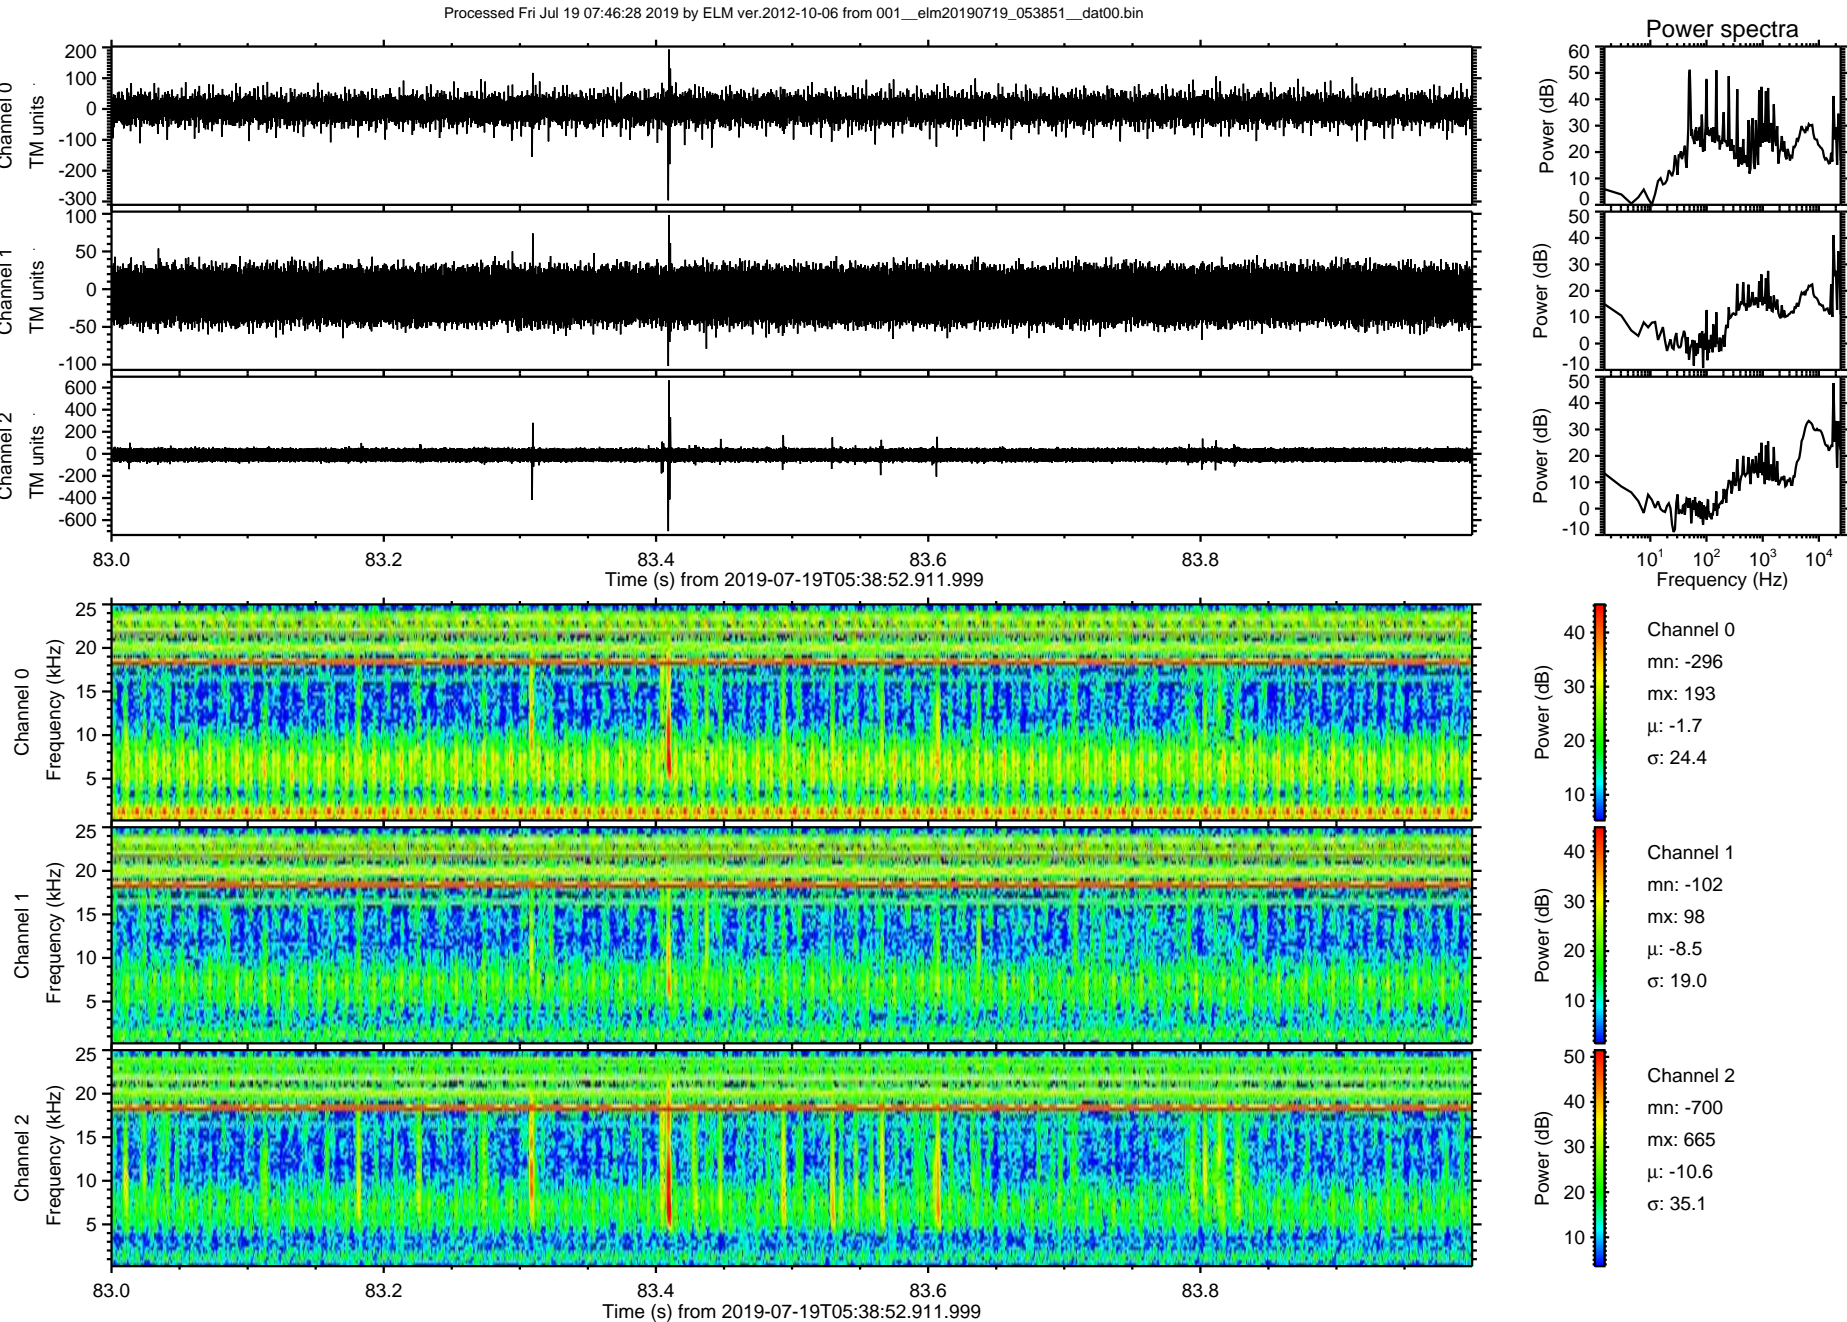 Processed Fri Jul 19 07:46:28 2019 by ELM ver.2012-10-06 from 001__elm20190719_053851__dat00.bin
Power spectra
Channel 0
TM units
200
100
0
-100
-200
-300
Power (dB)
60
50
40
30
20
10
0
Channel 1
TM units
100
50
0
-50
-100
Power (dB)
50
40
30
20
10
0
-10
Channel 2
TM units
600
400
200
0
-200
-400
-600
Power (dB)
50
40
30
20
10
0
-10
83.0 83.2 83.4 83.6 83.8
Time (s) from 2019-07-19T05:38:52.911.999
10¹ 10² 10³ 10⁴
Frequency (Hz)
Channel 0
Frequency (kHz)
25
20
15
10
5
Power (dB)
40
30
20
10
Channel 0
mn: -296
mx: 193
μ: -1.7
σ: 24.4
Channel 1
Frequency (kHz)
25
20
15
10
5
Power (dB)
40
30
20
10
Channel 1
mn: -102
mx: 98
μ: -8.5
σ: 19.0
Channel 2
Frequency (kHz)
25
20
15
10
5
Power (dB)
50
40
30
20
10
Channel 2
mn: -700
mx: 665
μ: -10.6
σ: 35.1
83.0 83.2 83.4 83.6 83.8
Time (s) from 2019-07-19T05:38:52.911.999